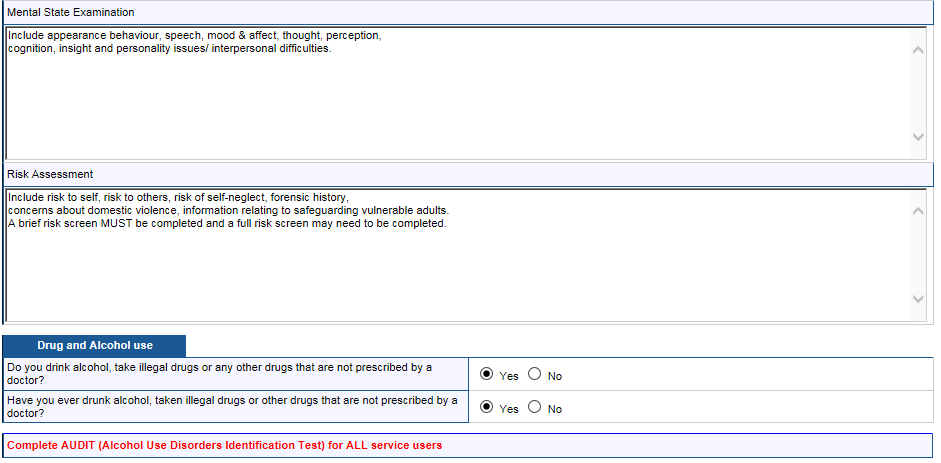 Mental State Examination
Include appearance behaviour, speech, mood & affect, thought, perception,
cognition, insight and personality issues/ interpersonal difficulties.
Risk Assessment
Include risk to self, risk to others, risk of self-neglect, forensic history,
concerns about domestic violence, information relating to safeguarding vulnerable adults.
A brief risk screen MUST be completed and a full risk screen may need to be completed.
Drug and Alcohol use
Do you drink alcohol, take illegal drugs or any other drugs that are not prescribed by a
doctor?
Yes No
Have you ever drunk alcohol, taken illegal drugs or other drugs that are not prescribed by a
doctor?
Yes No
Complete AUDIT (Alcohol Use Disorders Identification Test) for ALL service users